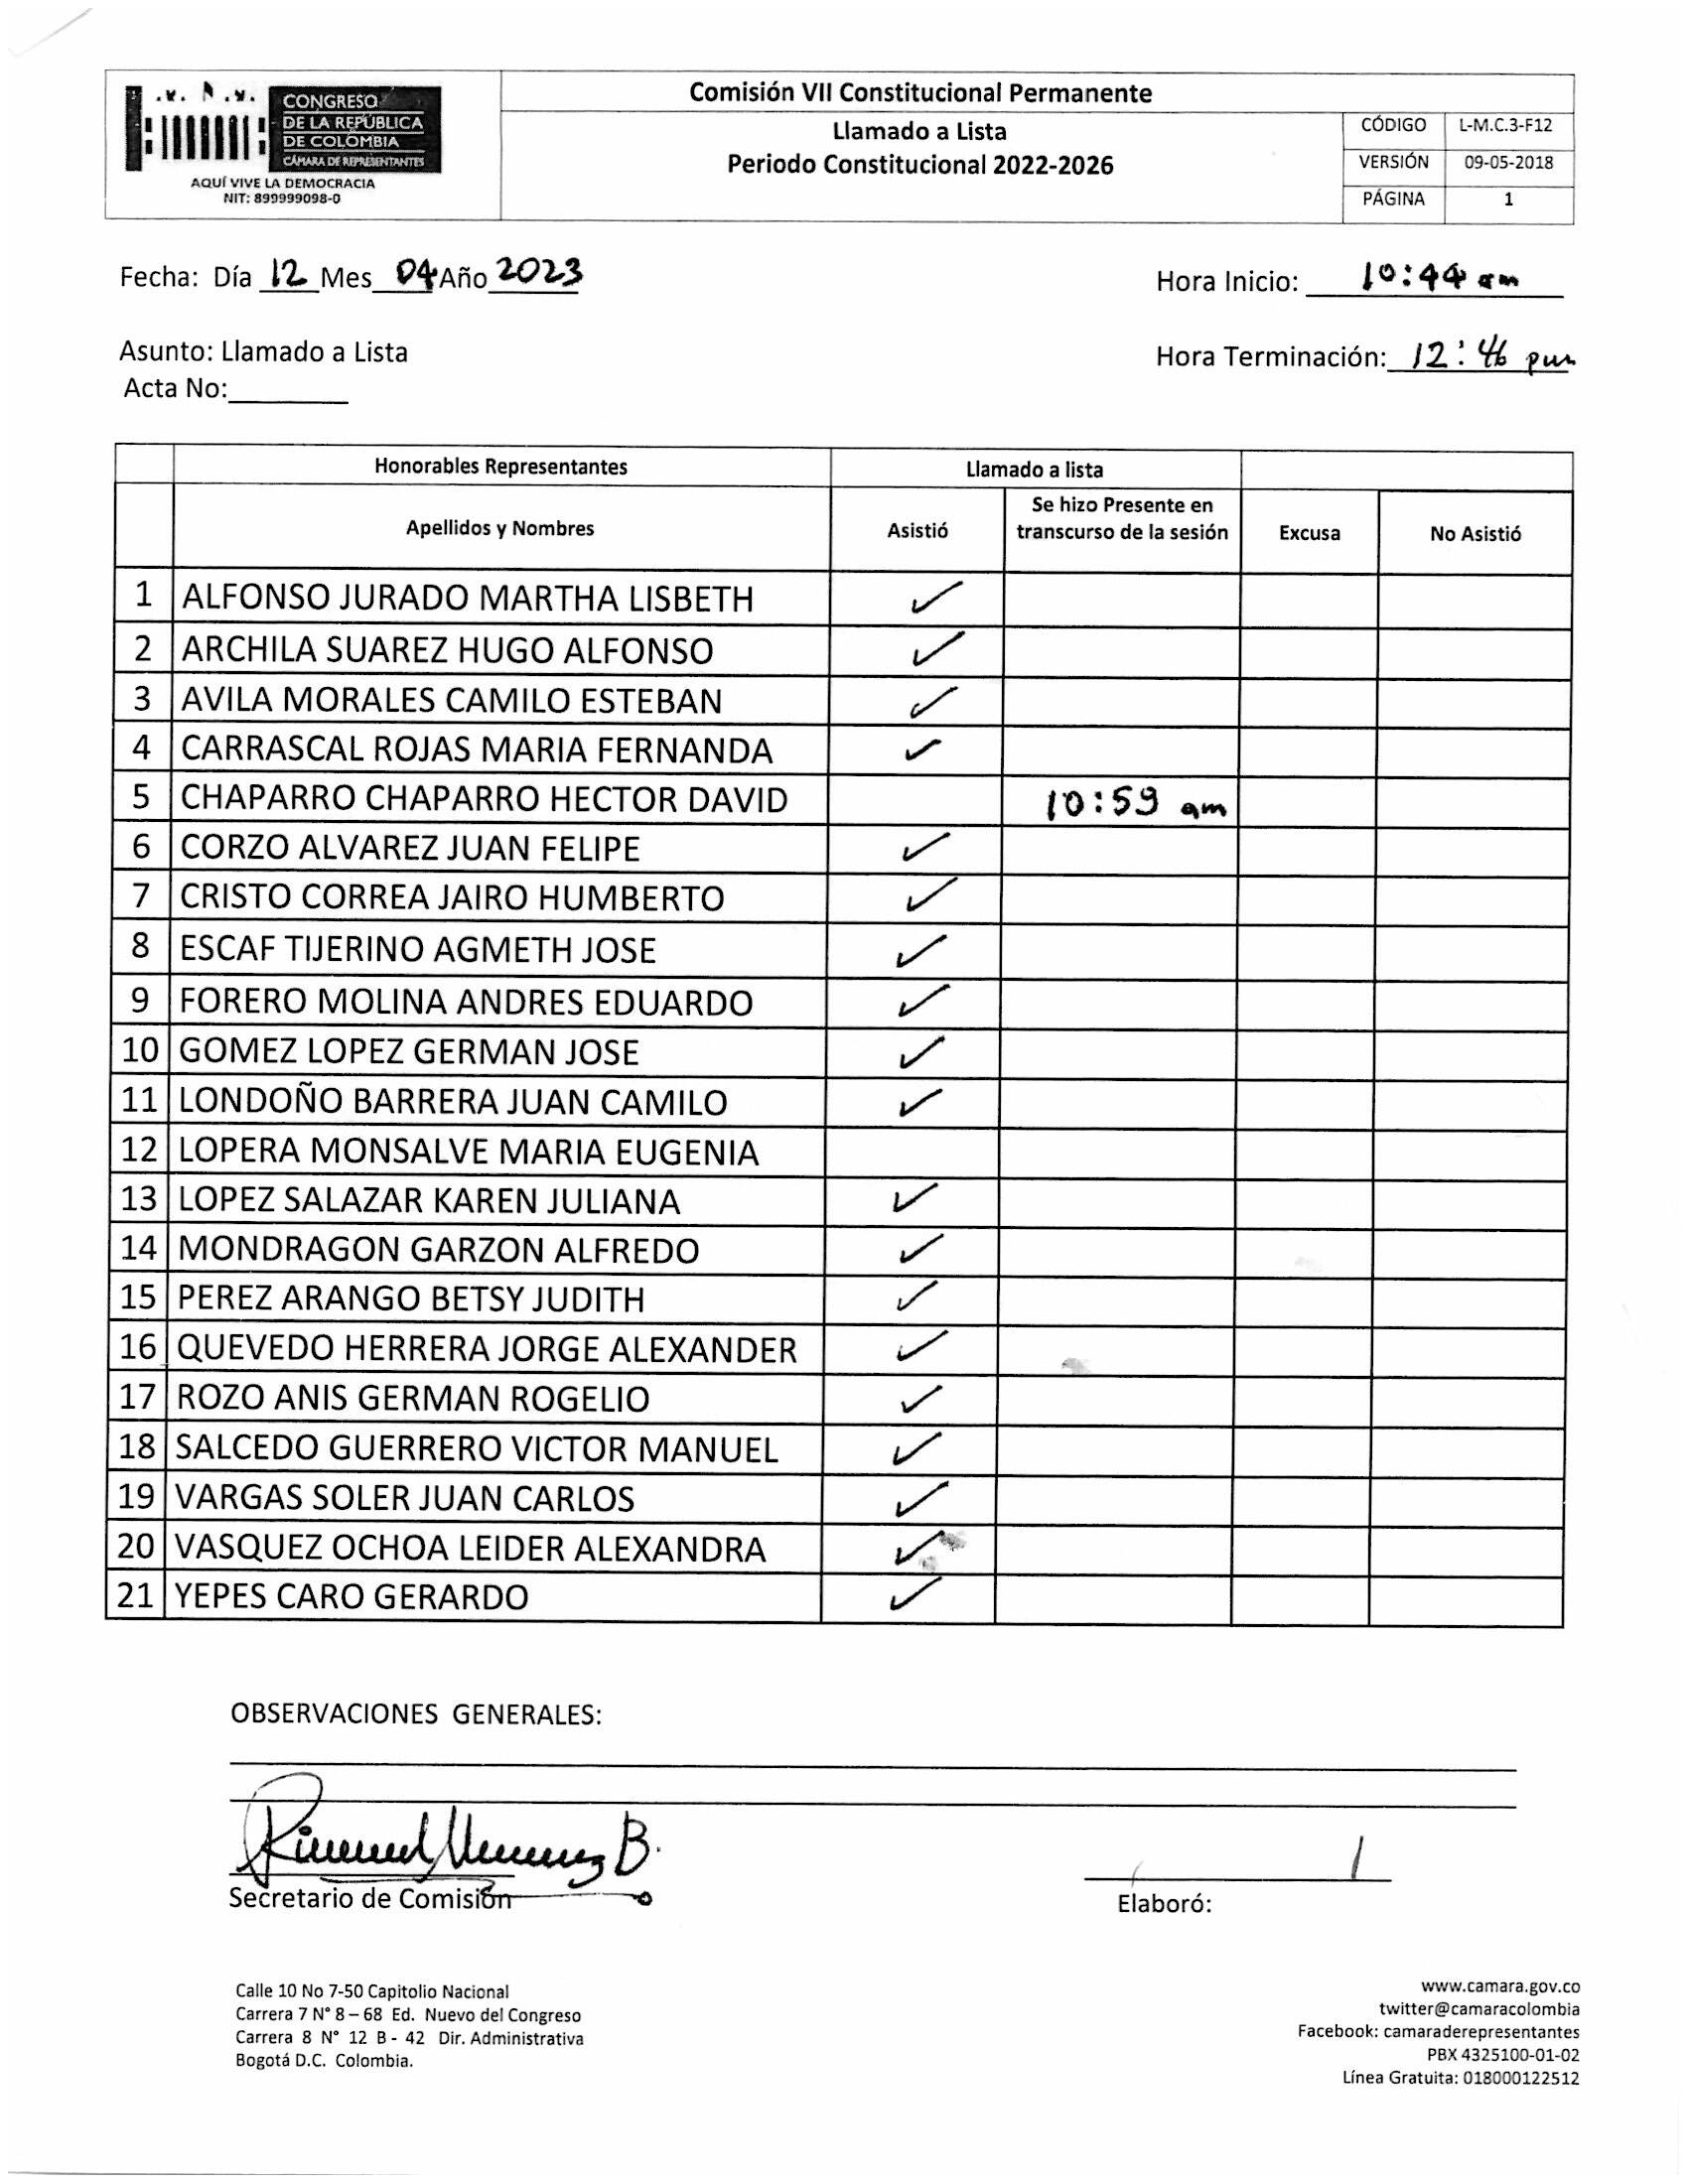 CONGRESO
DE LA REPÚBLICA
DE COLOMBIA
CÁMARA DE REPRESENTANTES
AQUÍ VIVE LA DEMOCRACIA
NIT: 899999098-0
Comisión VII Constitucional Permanente
Llamado a Lista
Periodo Constitucional 2022-2026
CÓDIGO L-M.C.3-F12
VERSIÓN 09-05-2018
PÁGINA 1
Fecha: Día 12 Mes 04 Año 2023
Hora Inicio: 10:44 am
Asunto: Llamado a Lista
Hora Terminación: 12:46 pm
Acta No:
Honorables Representantes Llamado a lista
Apellidos y Nombres Asistió Se hizo Presente en transcurso de la sesión Excusa No Asistió
1 ALFONSO JURADO MARTHA LISBETH ✓
2 ARCHILA SUAREZ HUGO ALFONSO ✓
3 AVILA MORALES CAMILO ESTEBAN ✓
4 CARRASCAL ROJAS MARIA FERNANDA ✓
5 CHAPARRO CHAPARRO HECTOR DAVID 10:59 am
6 CORZO ALVAREZ JUAN FELIPE ✓
7 CRISTO CORREA JAIRO HUMBERTO ✓
8 ESCAF TIJERINO AGMETH JOSE ✓
9 FORERO MOLINA ANDRES EDUARDO ✓
10 GOMEZ LOPEZ GERMAN JOSE ✓
11 LONDOÑO BARRERA JUAN CAMILO ✓
12 LOPERA MONSALVE MARIA EUGENIA
13 LOPEZ SALAZAR KAREN JULIANA ✓
14 MONDRAGON GARZON ALFREDO ✓
15 PEREZ ARANGO BETSY JUDITH ✓
16 QUEVEDO HERRERA JORGE ALEXANDER ✓
17 ROZO ANIS GERMAN ROGELIO ✓
18 SALCEDO GUERRERO VICTOR MANUEL ✓
19 VARGAS SOLER JUAN CARLOS ✓
20 VASQUEZ OCHOA LEIDER ALEXANDRA ✓
21 YEPES CARO GERARDO ✓
OBSERVACIONES GENERALES:
Secretario de Comisión
Elaboró:
Calle 10 No 7-50 Capitolio Nacional
Carrera 7 N° 8 – 68 Ed. Nuevo del Congreso
Carrera 8 N° 12 B - 42 Dir. Administrativa
Bogotá D.C. Colombia.
www.camara.gov.co
twitter@camaracolombia
Facebook: camaraderepresentantes
PBX 4325100-01-02
Línea Gratuita: 018000122512